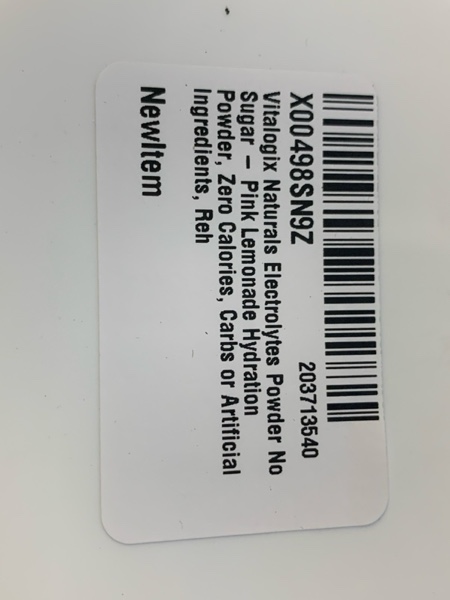 X00498SN9Z
203713540
Vitalogix Naturals Electrolytes Powder No
Sugar – Pink Lemonade Hydration
Powder, Zero Calories, Carbs or Artificial
Ingredients, Reh
NewItem